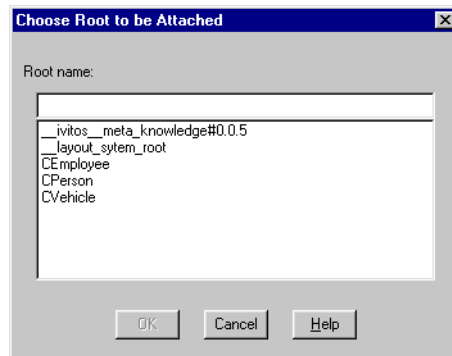 Choose Root to be Attached
Root name:
__ivitos__meta_knowledge#0.0.5
__layout_sytem_root
CEmployee
CPerson
CVehicle
OK Cancel Help